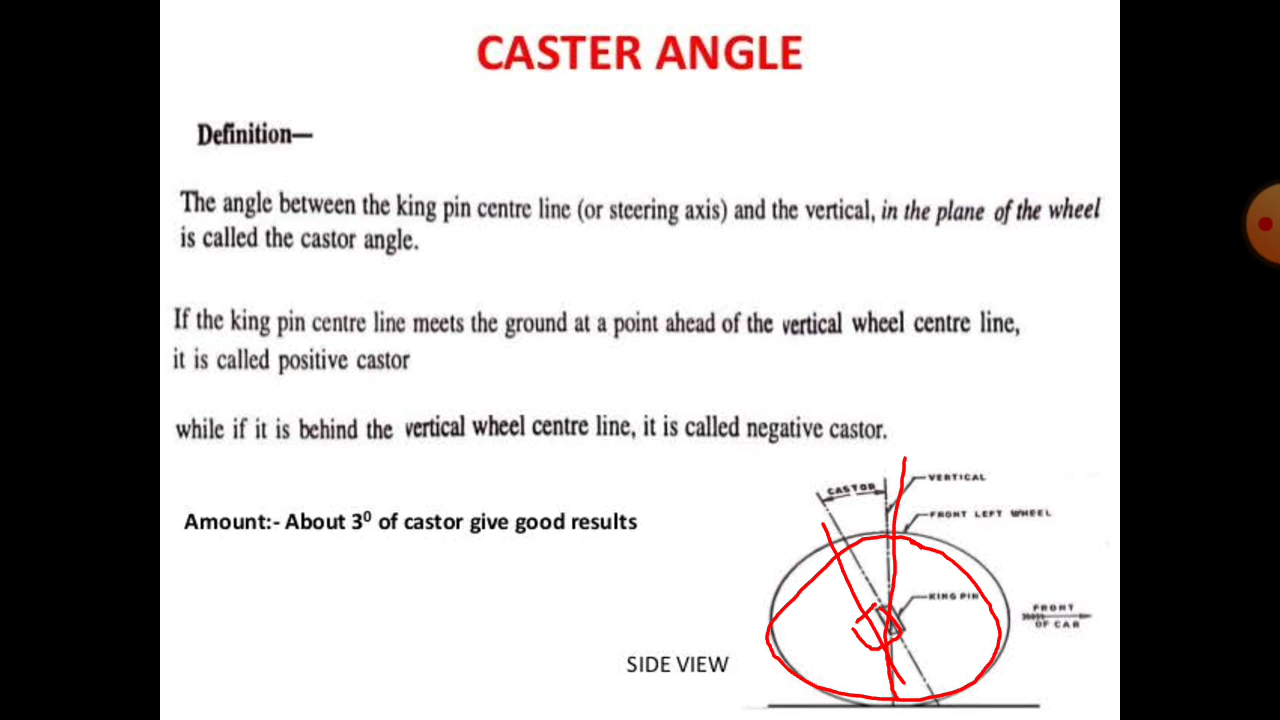 CASTER ANGLE
Definition—
The angle between the king pin centre line (or steering axis) and the vertical, in the plane of the wheel
is called the castor angle.
If the king pin centre line meets the ground at a point ahead of the vertical wheel centre line,
it is called positive castor
while if it is behind the vertical wheel centre line, it is called negative castor.
Amount:- About 3⁰ of castor give good results
CASTOR
VERTICAL
FRONT LEFT WHEEL
KING PIN
FRONT
OF CAR
SIDE VIEW